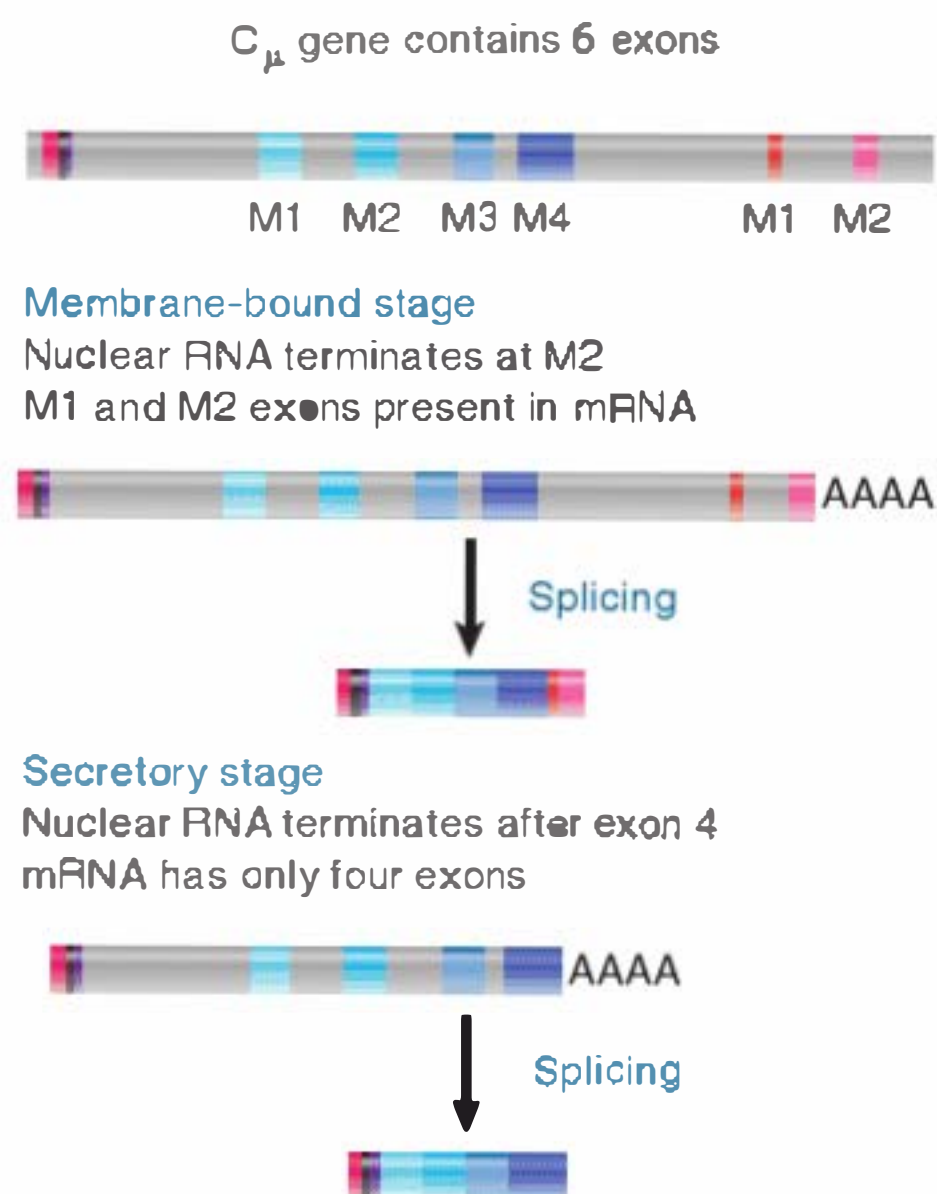 Cμ gene contains 6 exons
M1 M2 M3 M4 M1 M2
Membrane-bound stage
Nuclear RNA terminates at M2
M1 and M2 exons present in mRNA
AAAA
Splicing
Secretory stage
Nuclear RNA terminates after exon 4
mRNA has only four exons
AAAA
Splicing